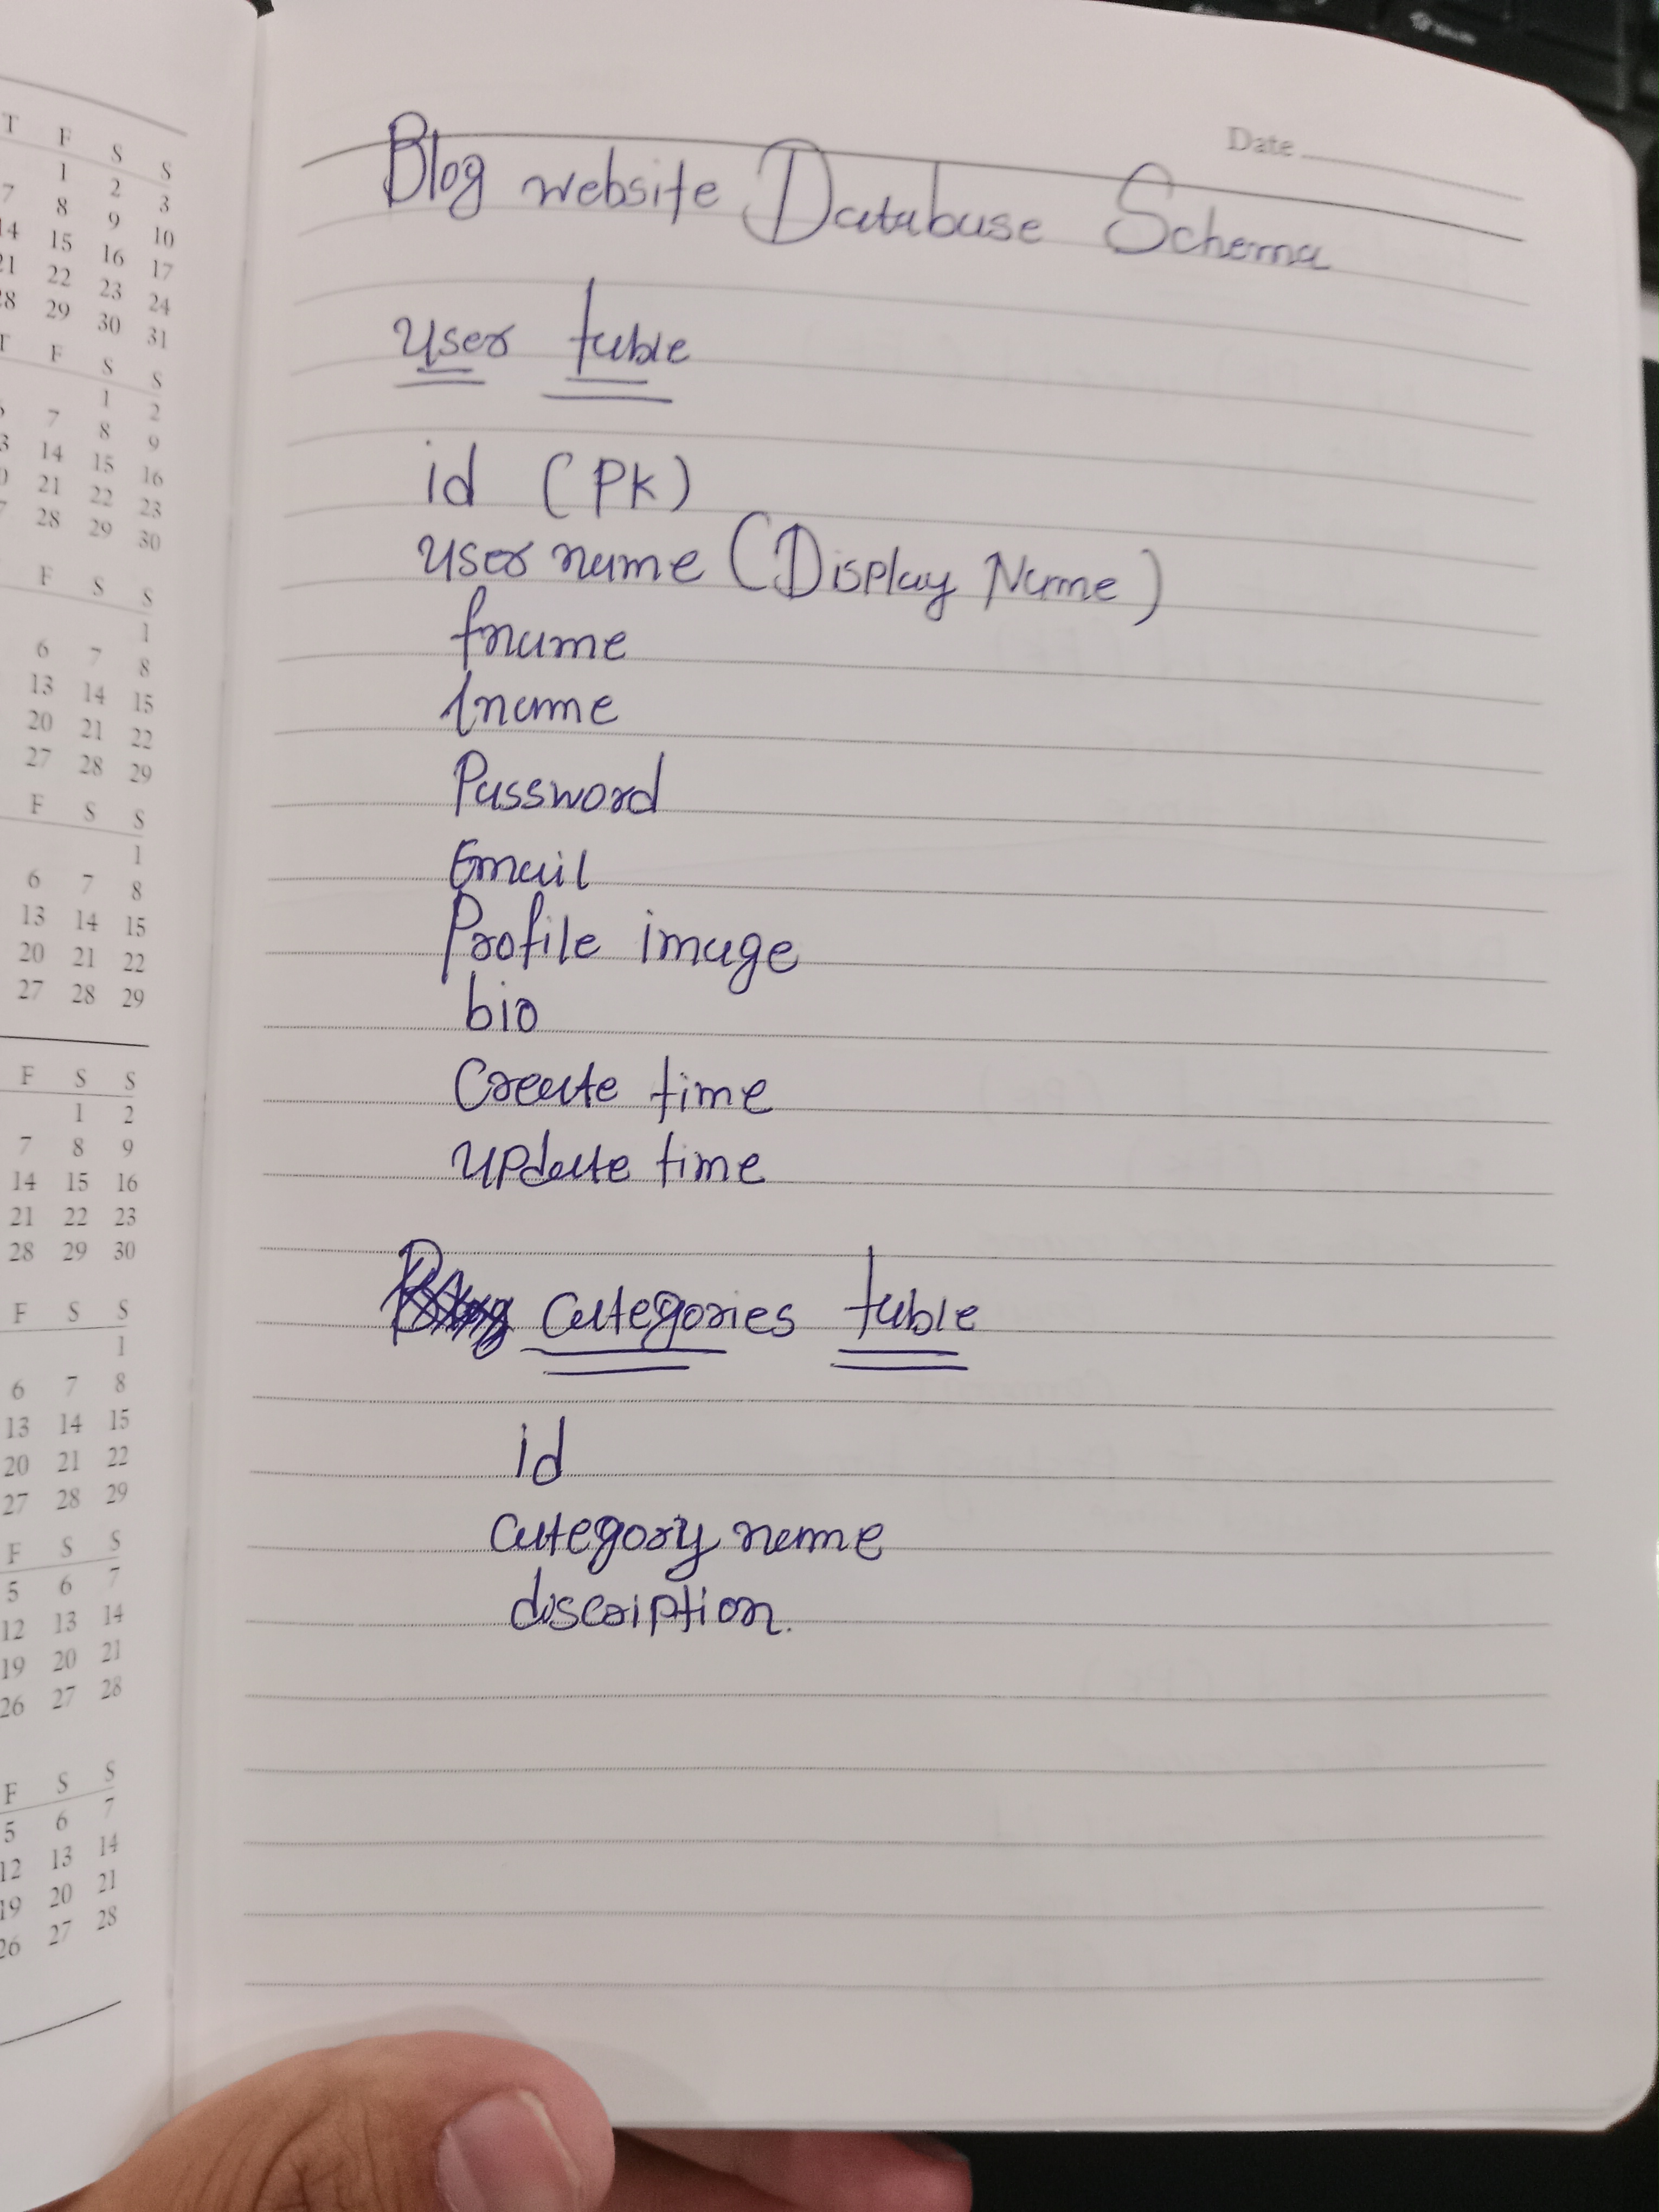 Date
Blog website Database Schema
user table
id (PK)
user name (Display Name)
fname
lname
Password
Email
Profile image
bio
Create time
update time
categories table
id
category name
discription.
T F S S
1 2 3
7 8 9 10
14 15 16 17
21 22 23 24
28 29 30 31
T F S S
1 2
7 8 9
14 15 16
21 22 23
28 29 30
F S S
1
6 7 8
13 14 15
20 21 22
27 28 29
F S S
1
6 7 8
13 14 15
20 21 22
27 28 29
F S S
1 2
7 8 9
14 15 16
21 22 23
28 29 30
F S S
1
6 7 8
13 14 15
20 21 22
27 28 29
F S S
5 6 7
12 13 14
19 20 21
26 27 28
F S S
5 6 7
12 13 14
19 20 21
26 27 28